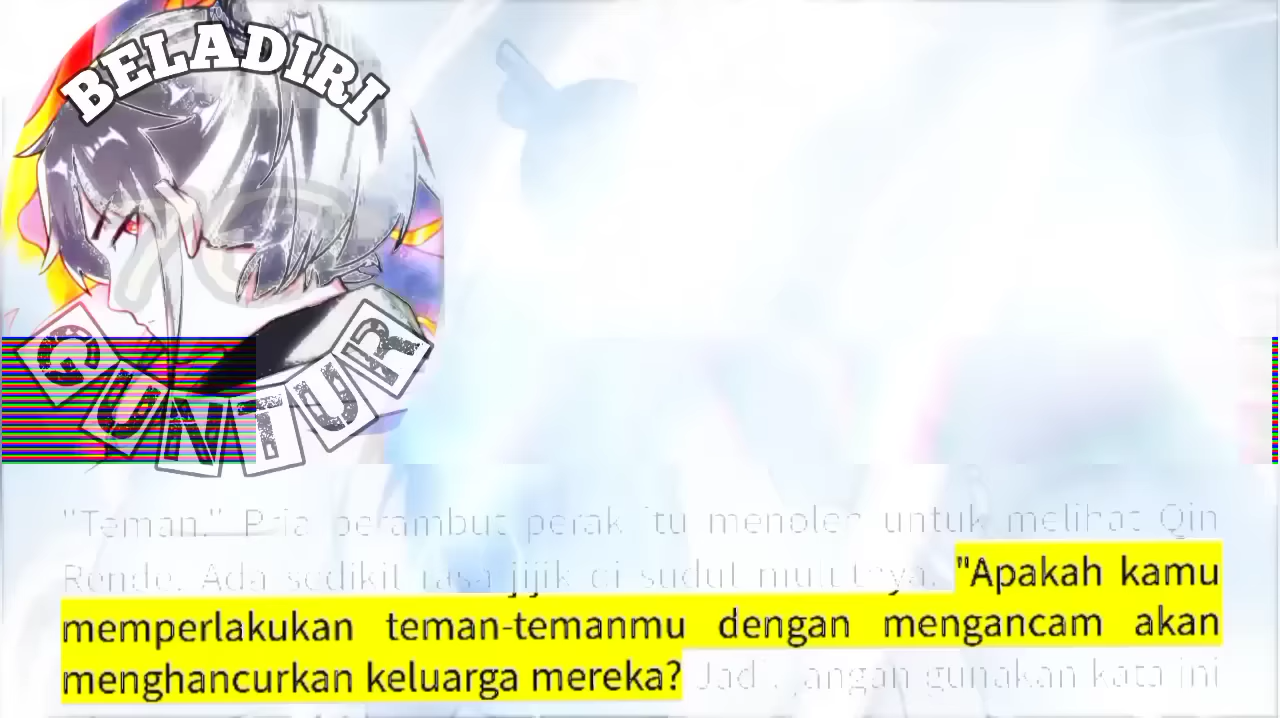 BELADIRI
GUNTUR
"Teman." Pria berambut perak itu menoleh untuk melihat Qin
Rende. Ada sedikit rasa jijik di sudut mulutnya. "Apakah kamu
memperlakukan teman-temanmu dengan mengancam akan
menghancurkan keluarga mereka? Jadi, jangan gunakan kata ini